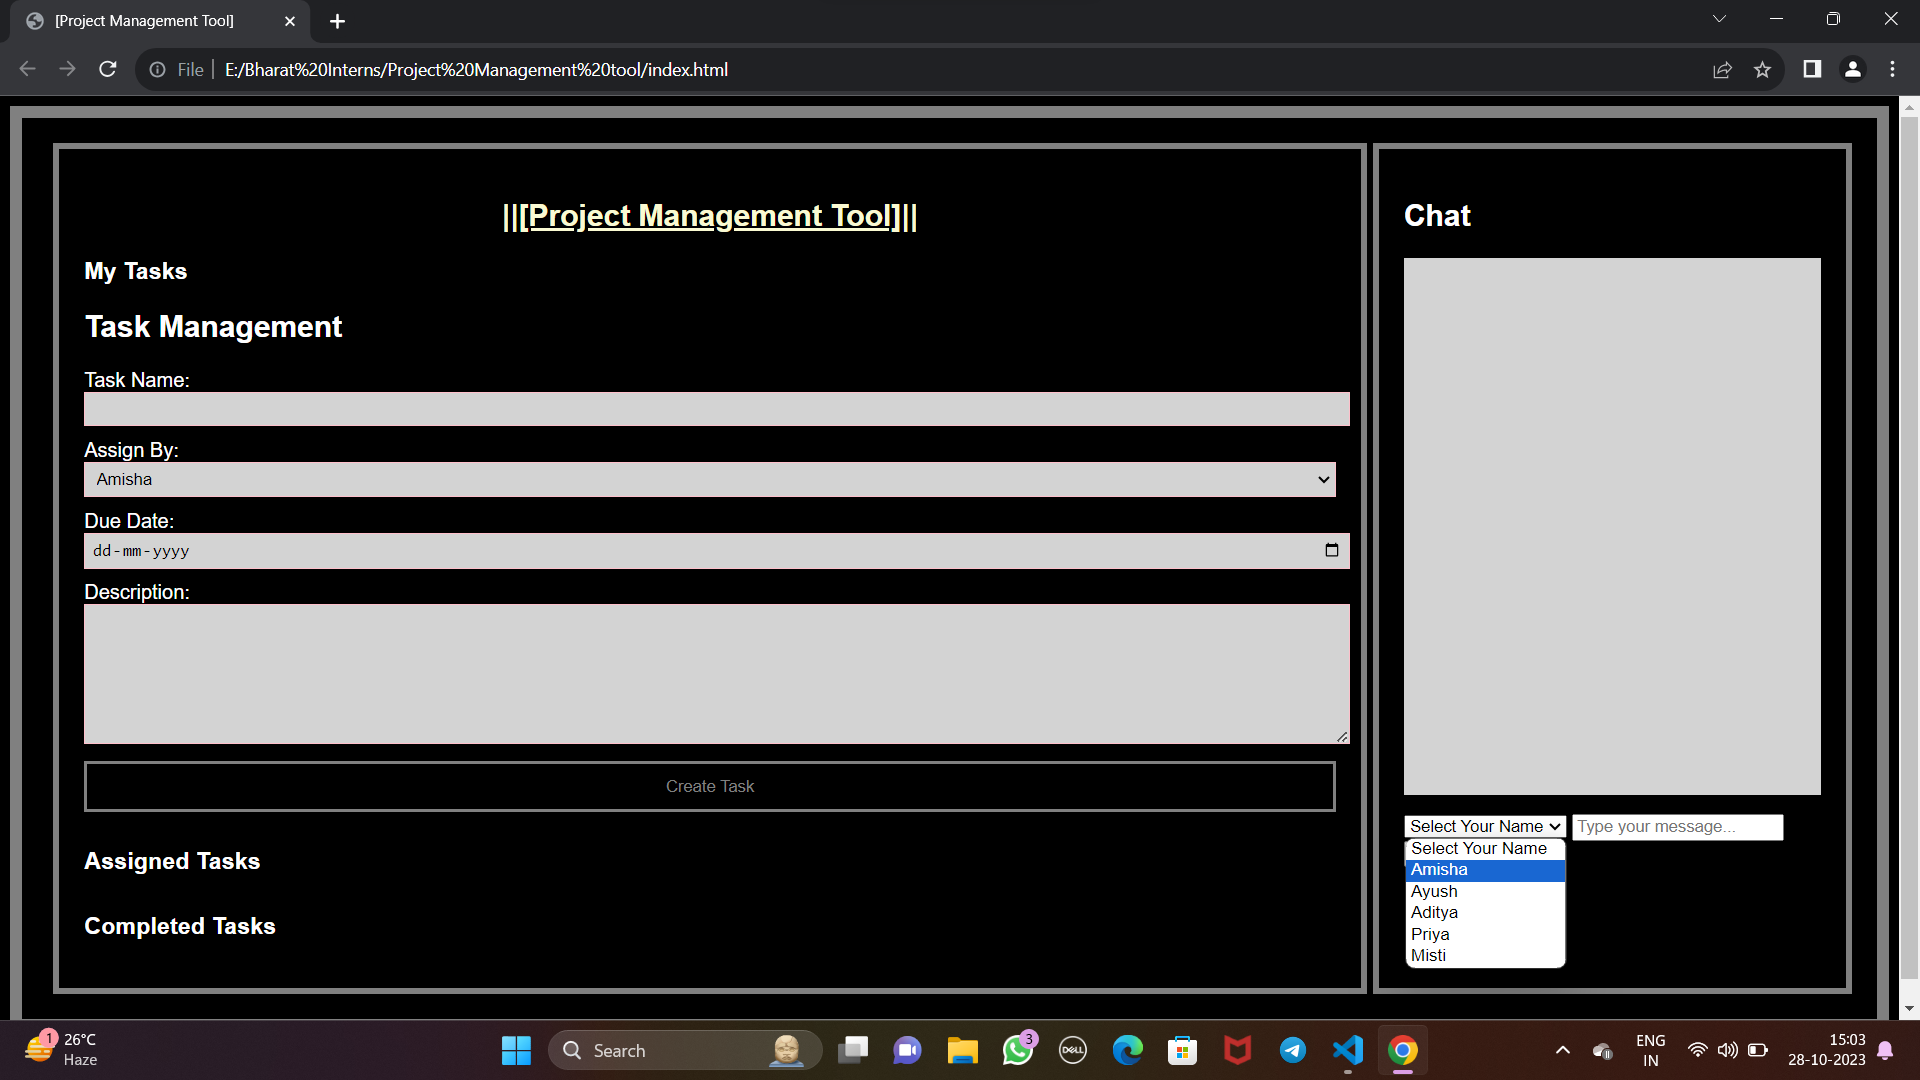 [Project Management Tool]
File | E:/Bharat%20Interns/Project%20Management%20tool/index.html
||[Project Management Tool]||
My Tasks
Task Management
Task Name:
Assign By:
Amisha
Due Date:
dd-mm-yyyy
Description:
Create Task
Assigned Tasks
Completed Tasks
Chat
Select Your Name
Type your message...
Select Your Name
Amisha
Ayush
Aditya
Priya
Misti
1
26°C
Haze
Search
3
DELL
ENG
IN
15:03
28-10-2023